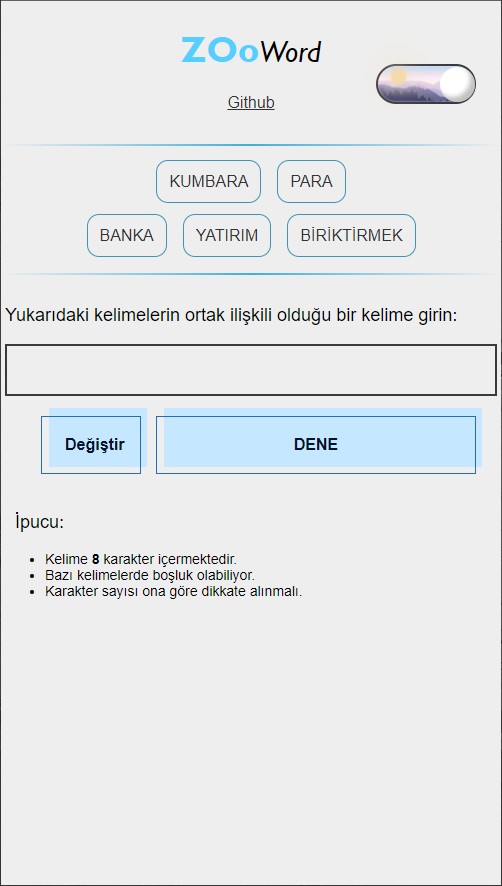 ZOoWord
Github
KUMBARA PARA
BANKA YATIRIM BİRİKTİRMEK
Yukarıdaki kelimelerin ortak ilişkili olduğu bir kelime girin:
Değiştir DENE
İpucu:
• Kelime 8 karakter içermektedir.
• Bazı kelimelerde boşluk olabiliyor.
• Karakter sayısı ona göre dikkate alınmalı.